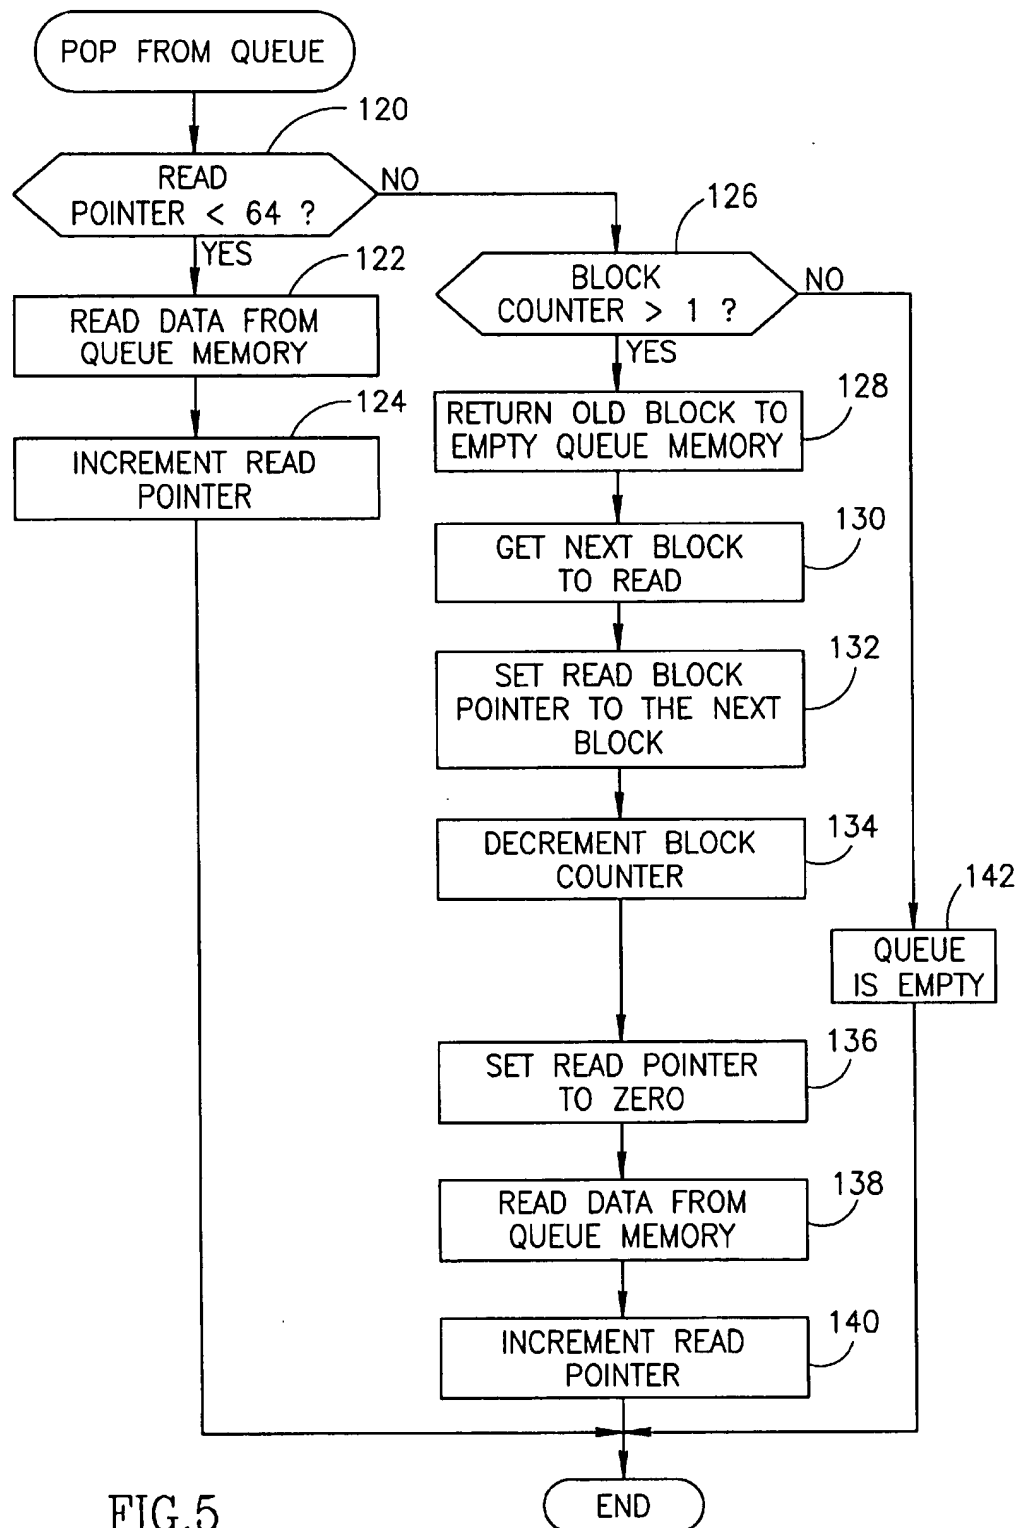 POP FROM QUEUE
120
READ
POINTER < 64 ?
NO
YES
126
BLOCK
COUNTER > 1 ?
NO
YES
122
READ DATA FROM
QUEUE MEMORY
124
INCREMENT READ
POINTER
128
RETURN OLD BLOCK TO
EMPTY QUEUE MEMORY
130
GET NEXT BLOCK
TO READ
132
SET READ BLOCK
POINTER TO THE NEXT
BLOCK
134
DECREMENT BLOCK
COUNTER
142
QUEUE
IS EMPTY
136
SET READ POINTER
TO ZERO
138
READ DATA FROM
QUEUE MEMORY
140
INCREMENT READ
POINTER
END
FIG.5